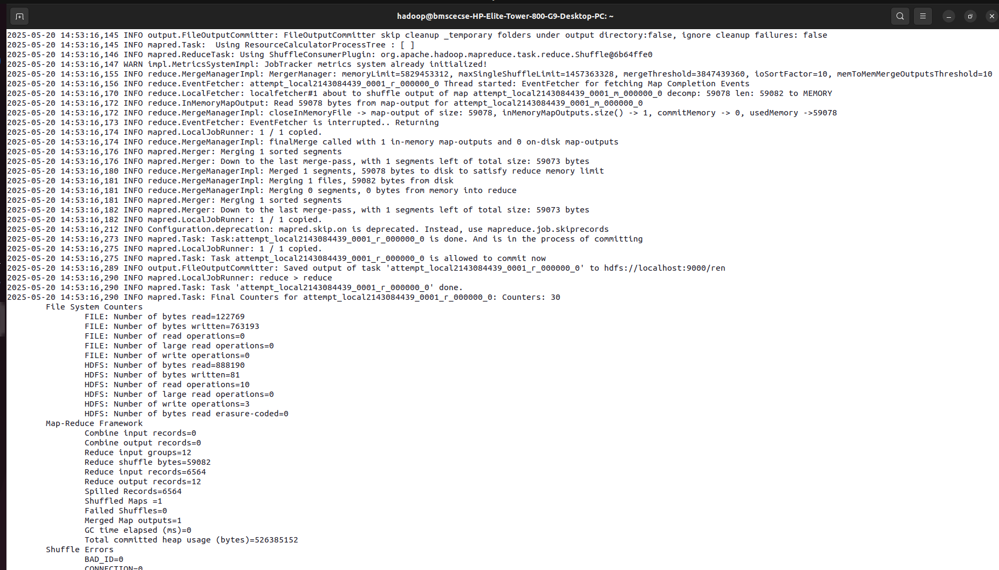 hadoop@bmscecse-HP-Elite-Tower-800-G9-Desktop-PC: ~
2025-05-20 14:53:16,145 INFO output.FileOutputCommitter: FileOutputCommitter skip cleanup _temporary folders under output directory:false, ignore cleanup failures: false
2025-05-20 14:53:16,145 INFO mapred.Task:  Using ResourceCalculatorProcessTree : [ ]
2025-05-20 14:53:16,146 INFO mapred.ReduceTask: Using ShuffleConsumerPlugin: org.apache.hadoop.mapreduce.task.reduce.Shuffle@6b64ffe0
2025-05-20 14:53:16,147 WARN impl.MetricsSystemImpl: JobTracker metrics system already initialized!
2025-05-20 14:53:16,155 INFO reduce.MergeManagerImpl: MergerManager: memoryLimit=5829453312, maxSingleShuffleLimit=1457363328, mergeThreshold=3847439360, ioSortFactor=10, memToMemMergeOutputsThreshold=10
2025-05-20 14:53:16,156 INFO reduce.EventFetcher: attempt_local2143084439_0001_r_000000_0 Thread started: EventFetcher for fetching Map Completion Events
2025-05-20 14:53:16,170 INFO reduce.LocalFetcher: localfetcher#1 about to shuffle output of map attempt_local2143084439_0001_m_000000_0 decomp: 59078 len: 59082 to MEMORY
2025-05-20 14:53:16,172 INFO reduce.InMemoryMapOutput: Read 59078 bytes from map-output for attempt_local2143084439_0001_m_000000_0
2025-05-20 14:53:16,172 INFO reduce.MergeManagerImpl: closeInMemoryFile -> map-output of size: 59078, inMemoryMapOutputs.size() -> 1, commitMemory -> 0, usedMemory ->59078
2025-05-20 14:53:16,173 INFO reduce.EventFetcher: EventFetcher is interrupted.. Returning
2025-05-20 14:53:16,174 INFO mapred.LocalJobRunner: 1 / 1 copied.
2025-05-20 14:53:16,174 INFO reduce.MergeManagerImpl: finalMerge called with 1 in-memory map-outputs and 0 on-disk map-outputs
2025-05-20 14:53:16,176 INFO mapred.Merger: Merging 1 sorted segments
2025-05-20 14:53:16,176 INFO mapred.Merger: Down to the last merge-pass, with 1 segments left of total size: 59073 bytes
2025-05-20 14:53:16,180 INFO reduce.MergeManagerImpl: Merged 1 segments, 59078 bytes to disk to satisfy reduce memory limit
2025-05-20 14:53:16,181 INFO reduce.MergeManagerImpl: Merging 1 files, 59082 bytes from disk
2025-05-20 14:53:16,181 INFO reduce.MergeManagerImpl: Merging 0 segments, 0 bytes from memory into reduce
2025-05-20 14:53:16,181 INFO mapred.Merger: Merging 1 sorted segments
2025-05-20 14:53:16,182 INFO mapred.Merger: Down to the last merge-pass, with 1 segments left of total size: 59073 bytes
2025-05-20 14:53:16,182 INFO mapred.LocalJobRunner: 1 / 1 copied.
2025-05-20 14:53:16,212 INFO Configuration.deprecation: mapred.skip.on is deprecated. Instead, use mapreduce.job.skiprecords
2025-05-20 14:53:16,273 INFO mapred.Task: Task:attempt_local2143084439_0001_r_000000_0 is done. And is in the process of committing
2025-05-20 14:53:16,275 INFO mapred.LocalJobRunner: 1 / 1 copied.
2025-05-20 14:53:16,275 INFO mapred.Task: Task attempt_local2143084439_0001_r_000000_0 is allowed to commit now
2025-05-20 14:53:16,289 INFO output.FileOutputCommitter: Saved output of task 'attempt_local2143084439_0001_r_000000_0' to hdfs://localhost:9000/ren
2025-05-20 14:53:16,290 INFO mapred.LocalJobRunner: reduce > reduce
2025-05-20 14:53:16,290 INFO mapred.Task: Task 'attempt_local2143084439_0001_r_000000_0' done.
2025-05-20 14:53:16,290 INFO mapred.Task: Final Counters for attempt_local2143084439_0001_r_000000_0: Counters: 30
File System Counters
FILE: Number of bytes read=122769
FILE: Number of bytes written=763193
FILE: Number of read operations=0
FILE: Number of large read operations=0
FILE: Number of write operations=0
HDFS: Number of bytes read=888190
HDFS: Number of bytes written=81
HDFS: Number of read operations=10
HDFS: Number of large read operations=0
HDFS: Number of write operations=3
HDFS: Number of bytes read erasure-coded=0
Map-Reduce Framework
Combine input records=0
Combine output records=0
Reduce input groups=12
Reduce shuffle bytes=59082
Reduce input records=6564
Reduce output records=12
Spilled Records=6564
Shuffled Maps =1
Failed Shuffles=0
Merged Map outputs=1
GC time elapsed (ms)=0
Total committed heap usage (bytes)=526385152
Shuffle Errors
BAD_ID=0
CONNECTION=0